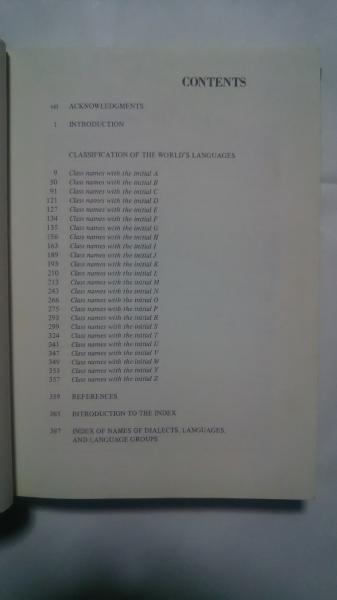 CONTENTS
vii ACKNOWLEDGMENTS
1 INTRODUCTION
CLASSIFICATION OF THE WORLD'S LANGUAGES
9 Class names with the initial A
50 Class names with the initial B
91 Class names with the initial C
121 Class names with the initial D
127 Class names with the initial E
134 Class names with the initial F
135 Class names with the initial G
156 Class names with the initial H
163 Class names with the initial I
189 Class names with the initial J
193 Class names with the initial K
210 Class names with the initial L
213 Class names with the initial M
243 Class names with the initial N
266 Class names with the initial O
275 Class names with the initial P
293 Class names with the initial R
299 Class names with the initial S
324 Class names with the initial T
341 Class names with the initial U
347 Class names with the initial V
349 Class names with the initial W
353 Class names with the initial Y
357 Class names with the initial Z
359 REFERENCES
385 INTRODUCTION TO THE INDEX
387 INDEX OF NAMES OF DIALECTS, LANGUAGES,
AND LANGUAGE GROUPS